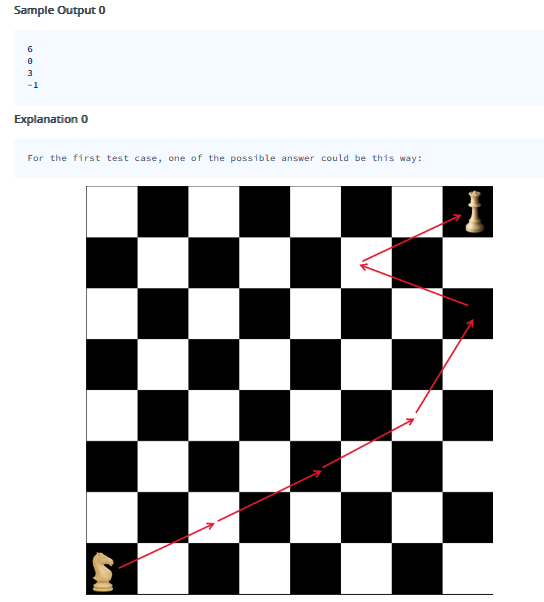 Sample Output 0
6
0
3
-1
Explanation 0
For the first test case, one of the possible answer could be this way: